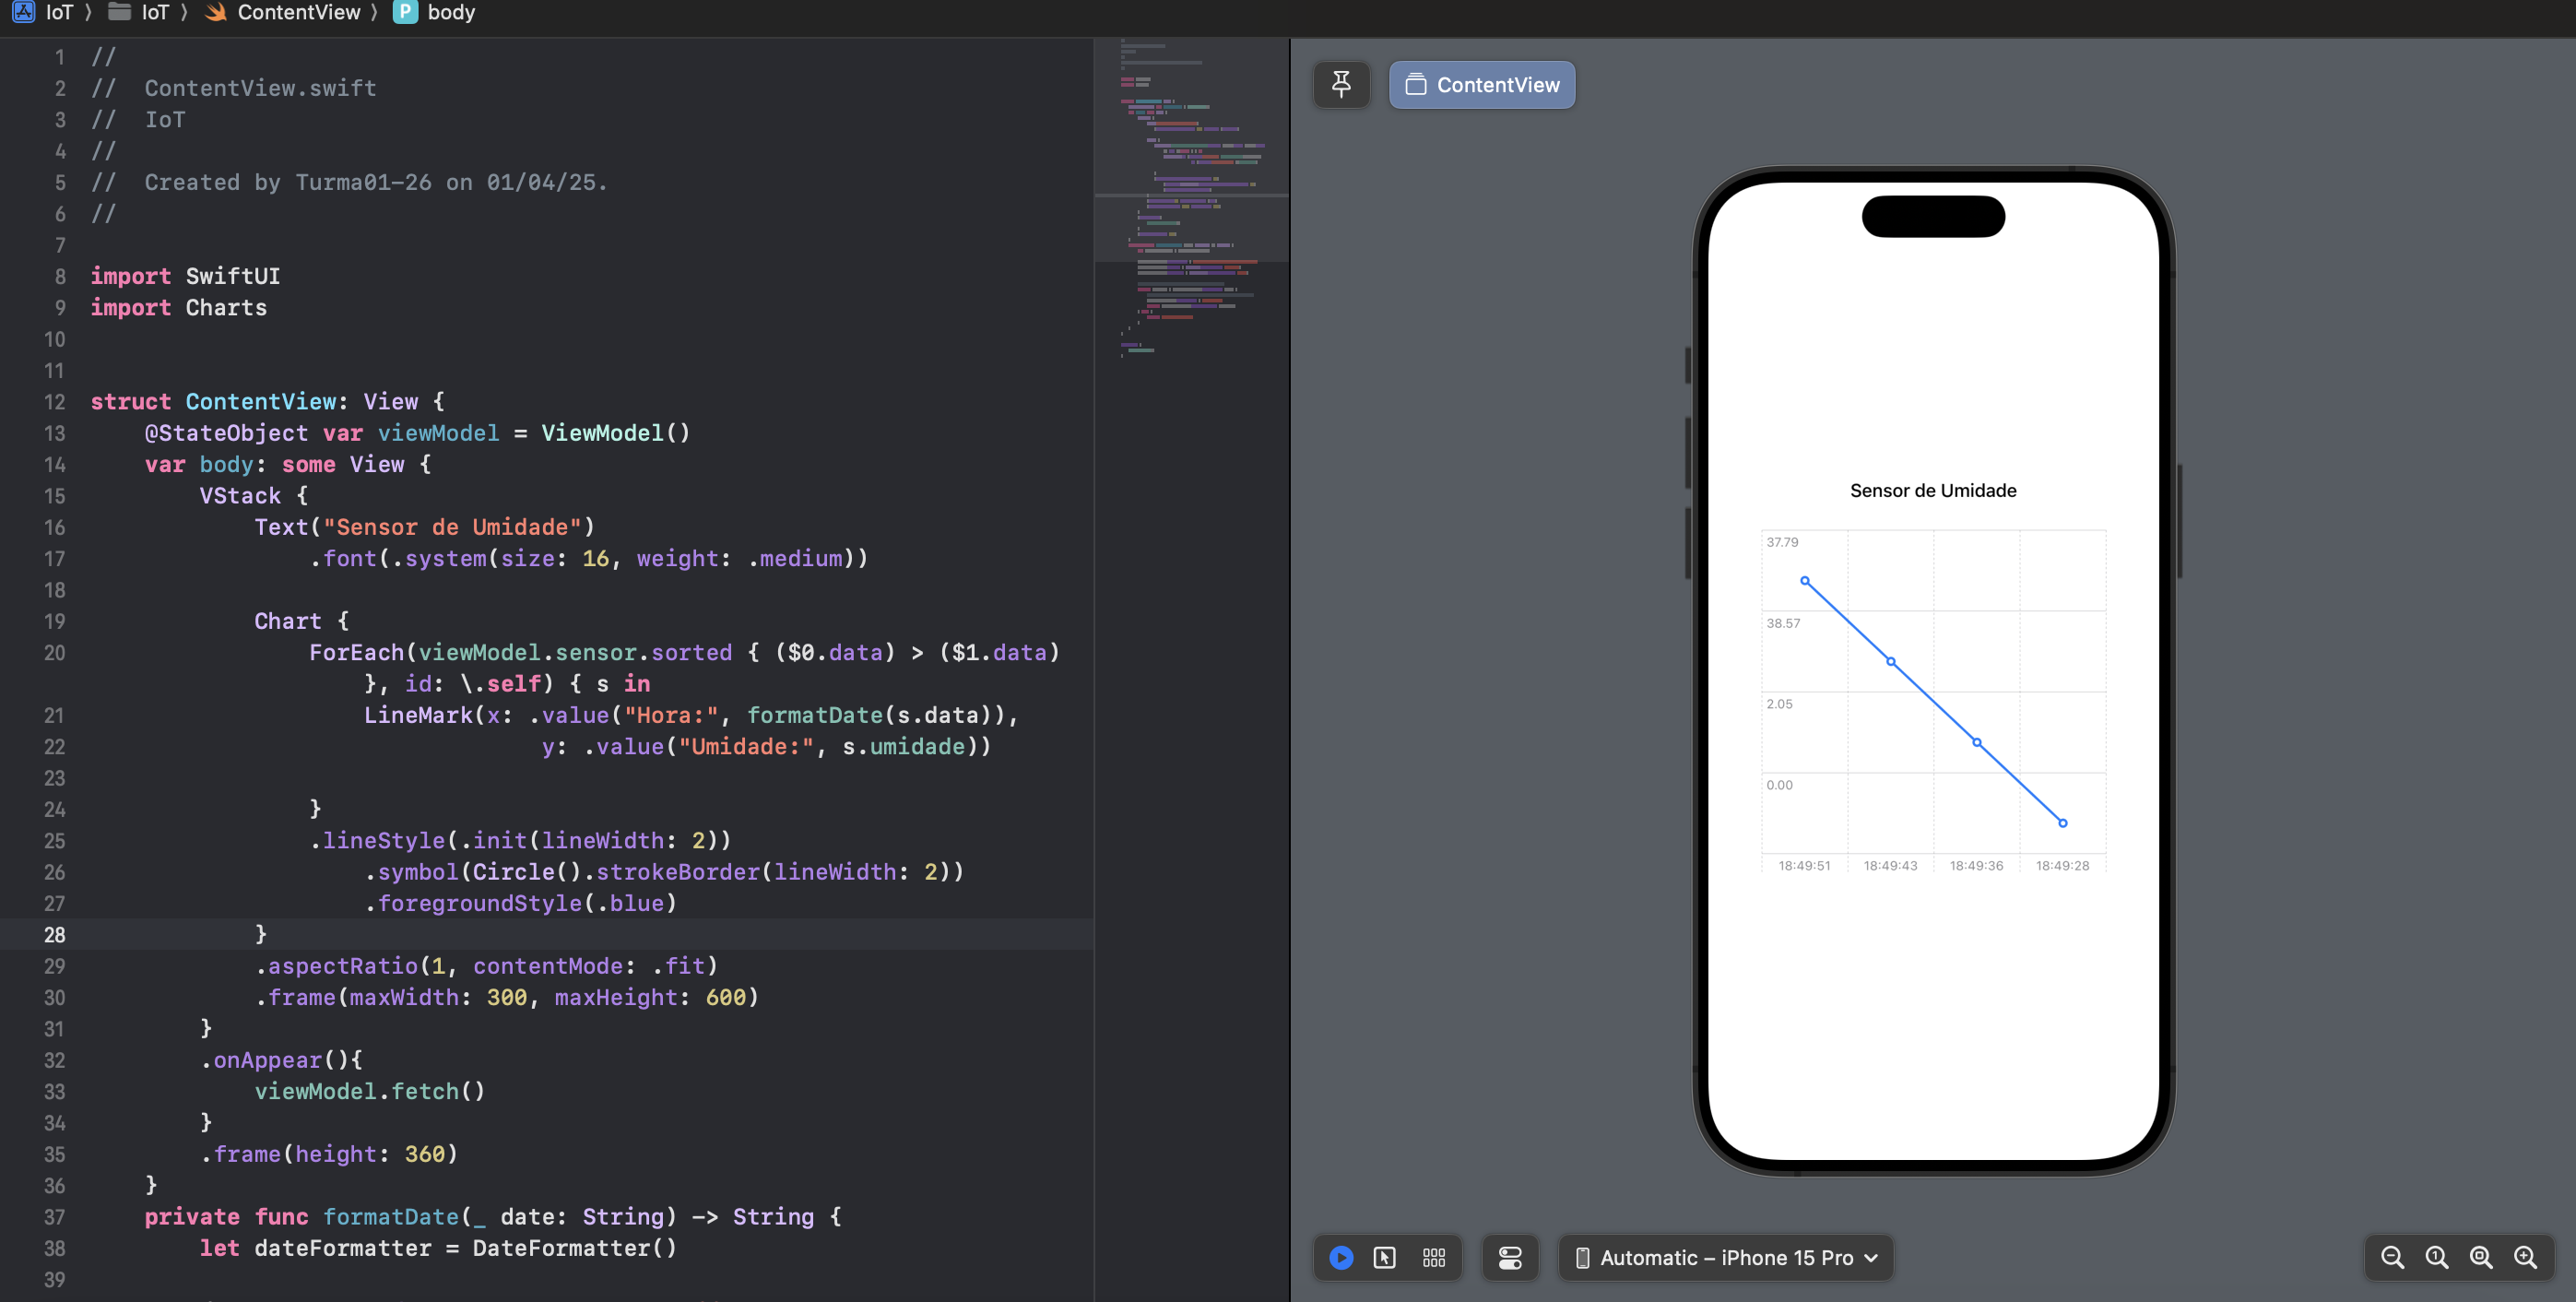 IoT 〉 IoT 〉 ContentView 〉 P body
1 //
2 //  ContentView.swift
3 //  IoT
4 //
5 //  Created by Turma01-26 on 01/04/25.
6 //
7
8 import SwiftUI
9 import Charts
10
11
12 struct ContentView: View {
13     @StateObject var viewModel = ViewModel()
14     var body: some View {
15         VStack {
16             Text("Sensor de Umidade")
17                 .font(.system(size: 16, weight: .medium))
18
19             Chart {
20                 ForEach(viewModel.sensor.sorted { ($0.data) > ($1.data)
                    }, id: \.self) { s in
21                     LineMark(x: .value("Hora:", formatDate(s.data)),
22                                  y: .value("Umidade:", s.umidade))
23
24                 }
25                 .lineStyle(.init(lineWidth: 2))
26                     .symbol(Circle().strokeBorder(lineWidth: 2))
27                     .foregroundStyle(.blue)
28             }
29             .aspectRatio(1, contentMode: .fit)
30             .frame(maxWidth: 300, maxHeight: 600)
31         }
32         .onAppear(){
33             viewModel.fetch()
34         }
35         .frame(height: 360)
36     }
37     private func formatDate(_ date: String) -> String {
38         let dateFormatter = DateFormatter()
39
ContentView
Sensor de Umidade
37.79
38.57
2.05
0.00
18:49:51 18:49:43 18:49:36 18:49:28
Automatic – iPhone 15 Pro